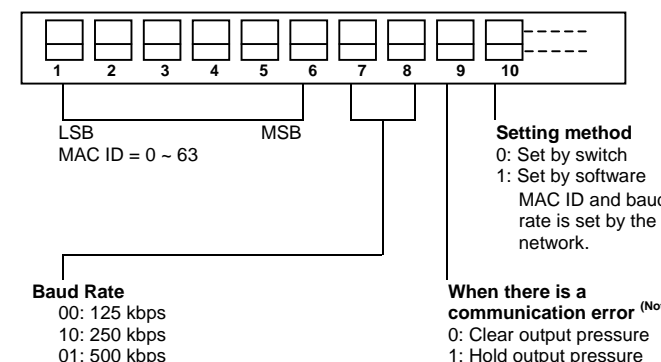 1 2 3 4 5 6 7 8 9 10
LSB MSB
MAC ID = 0 ~ 63
Setting method
0: Set by switch
1: Set by software
MAC ID and baud
rate is set by the
network.
Baud Rate
00: 125 kbps
10: 250 kbps
01: 500 kbps
When there is a
communication error
0: Clear output pressure
1: Hold output pressure